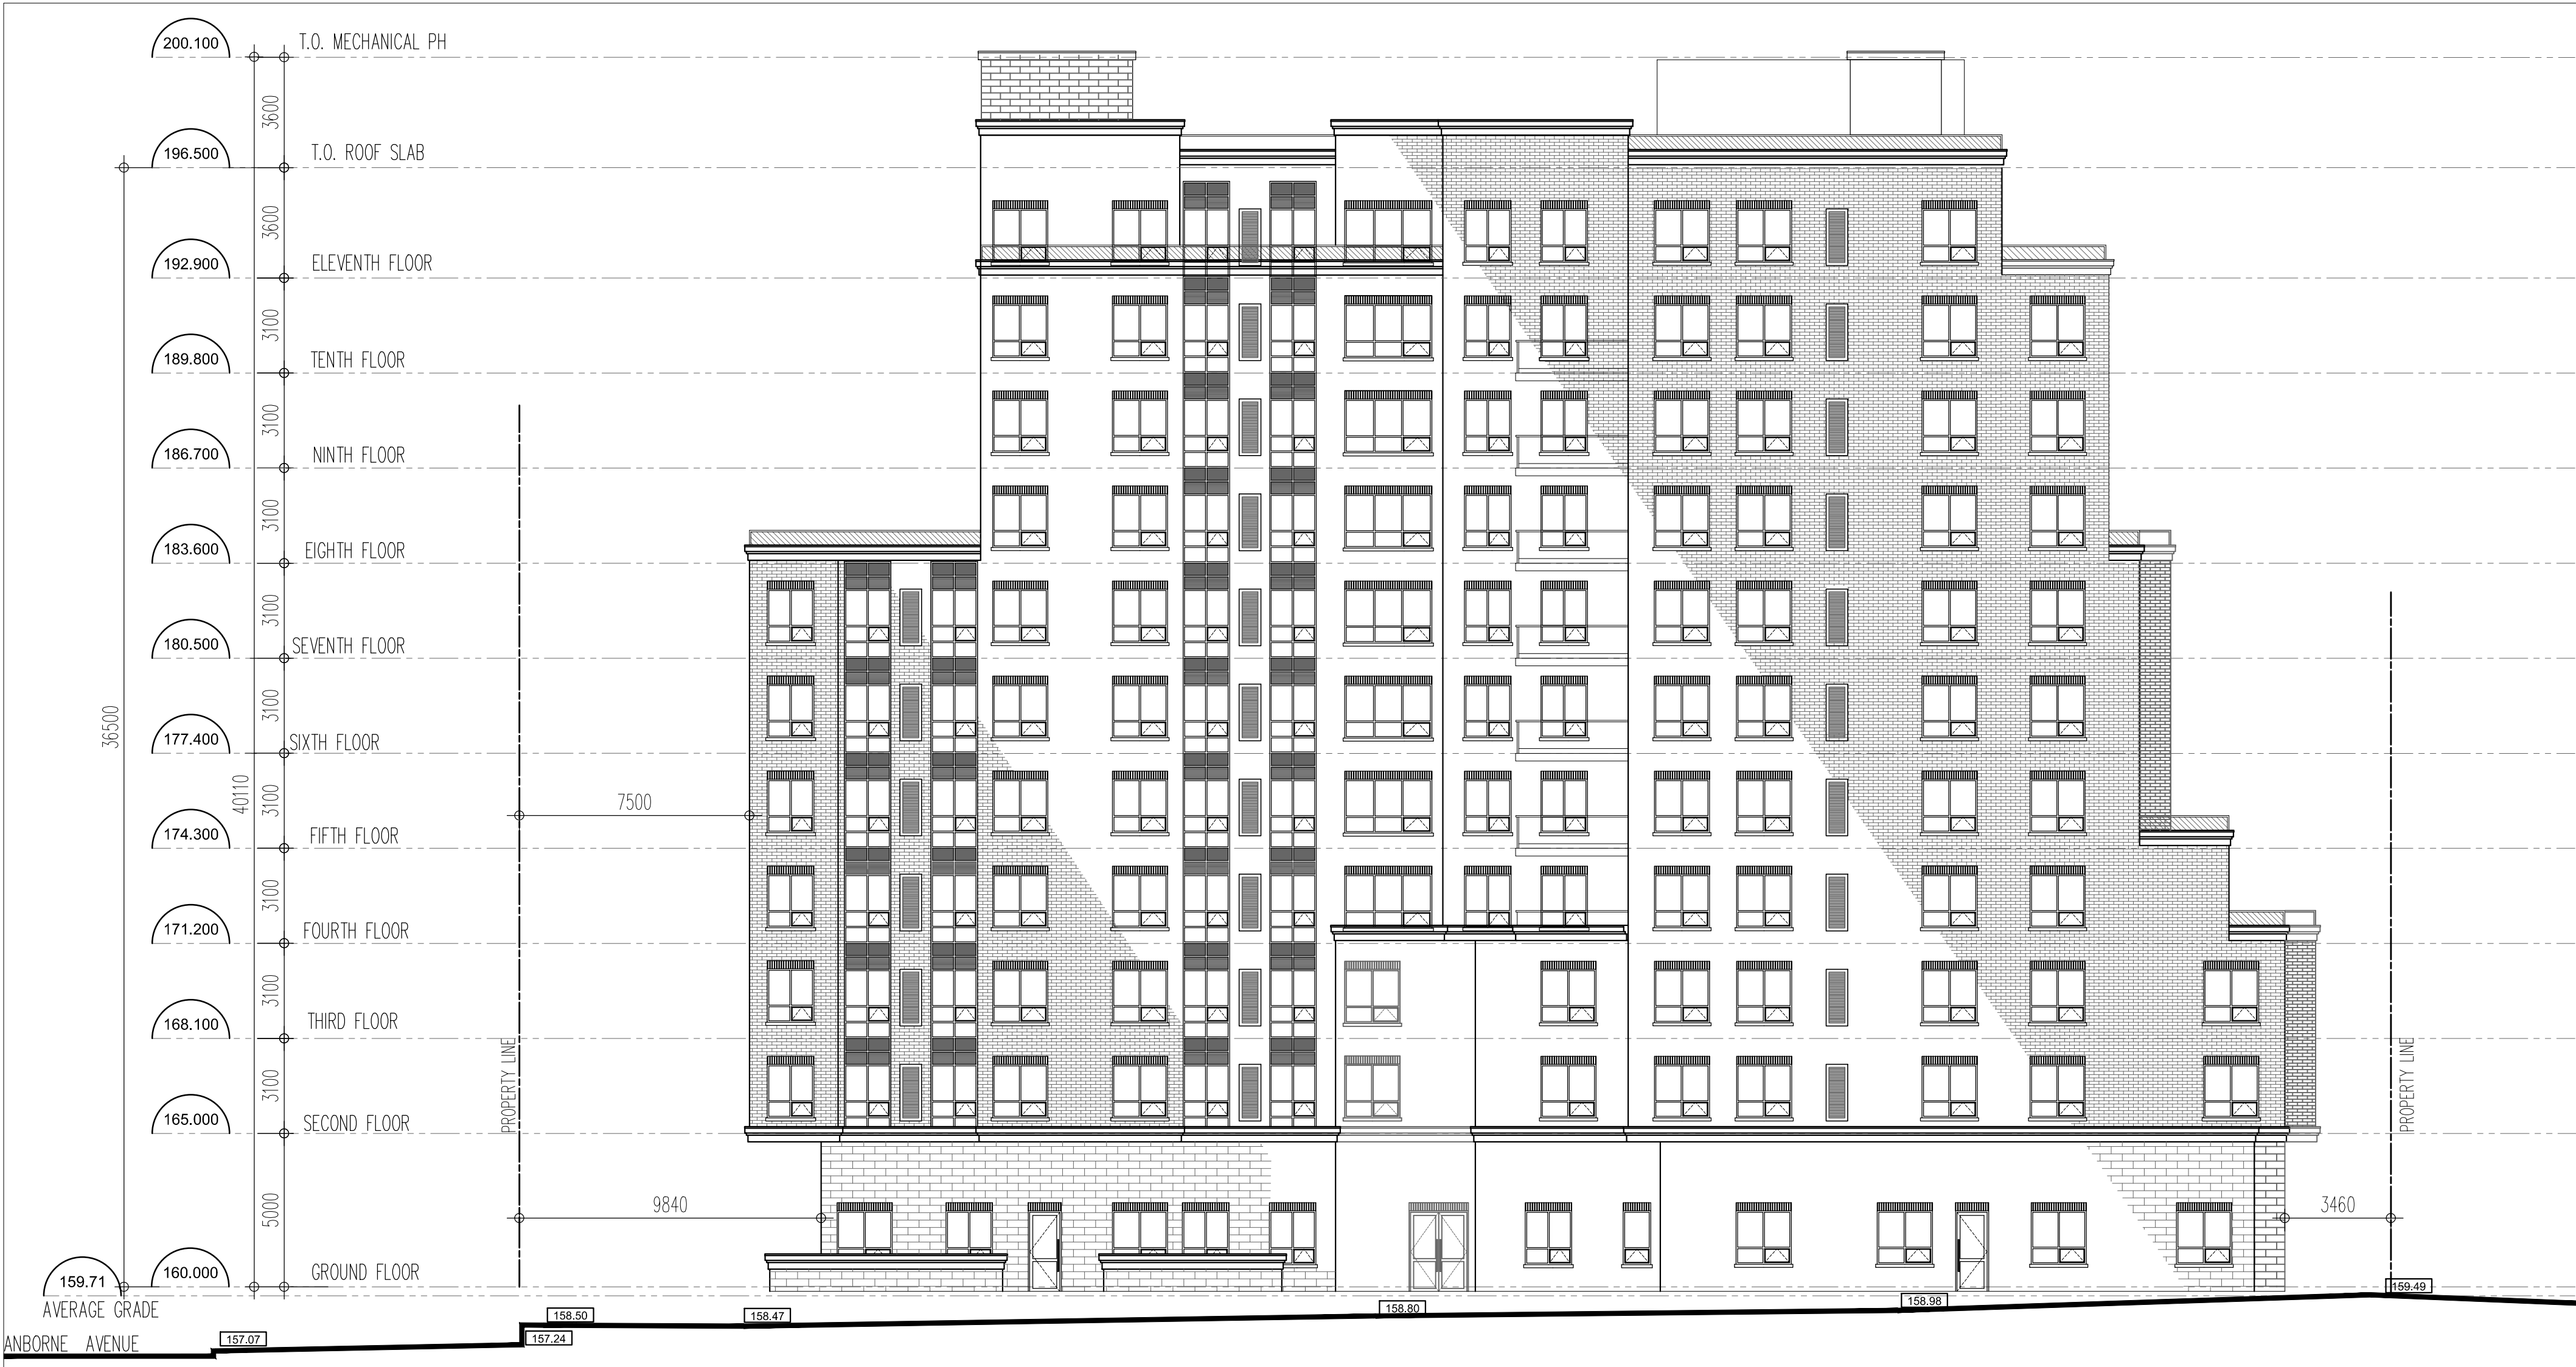 200.100
T.O. MECHANICAL PH
3600
196.500
T.O. ROOF SLAB
3600
192.900
ELEVENTH FLOOR
3100
189.800
TENTH FLOOR
3100
186.700
NINTH FLOOR
3100
183.600
EIGHTH FLOOR
3100
180.500
SEVENTH FLOOR
3100
36500
177.400
SIXTH FLOOR
40110
3100
7500
174.300
FIFTH FLOOR
3100
171.200
FOURTH FLOOR
3100
168.100
THIRD FLOOR
PROPERTY LINE
PROPERTY LINE
3100
165.000
SECOND FLOOR
5000
9840
3460
159.71
160.000
GROUND FLOOR
AVERAGE GRADE
159.49
158.98
158.80
158.50
158.47
157.07
157.24
ANBORNE AVENUE